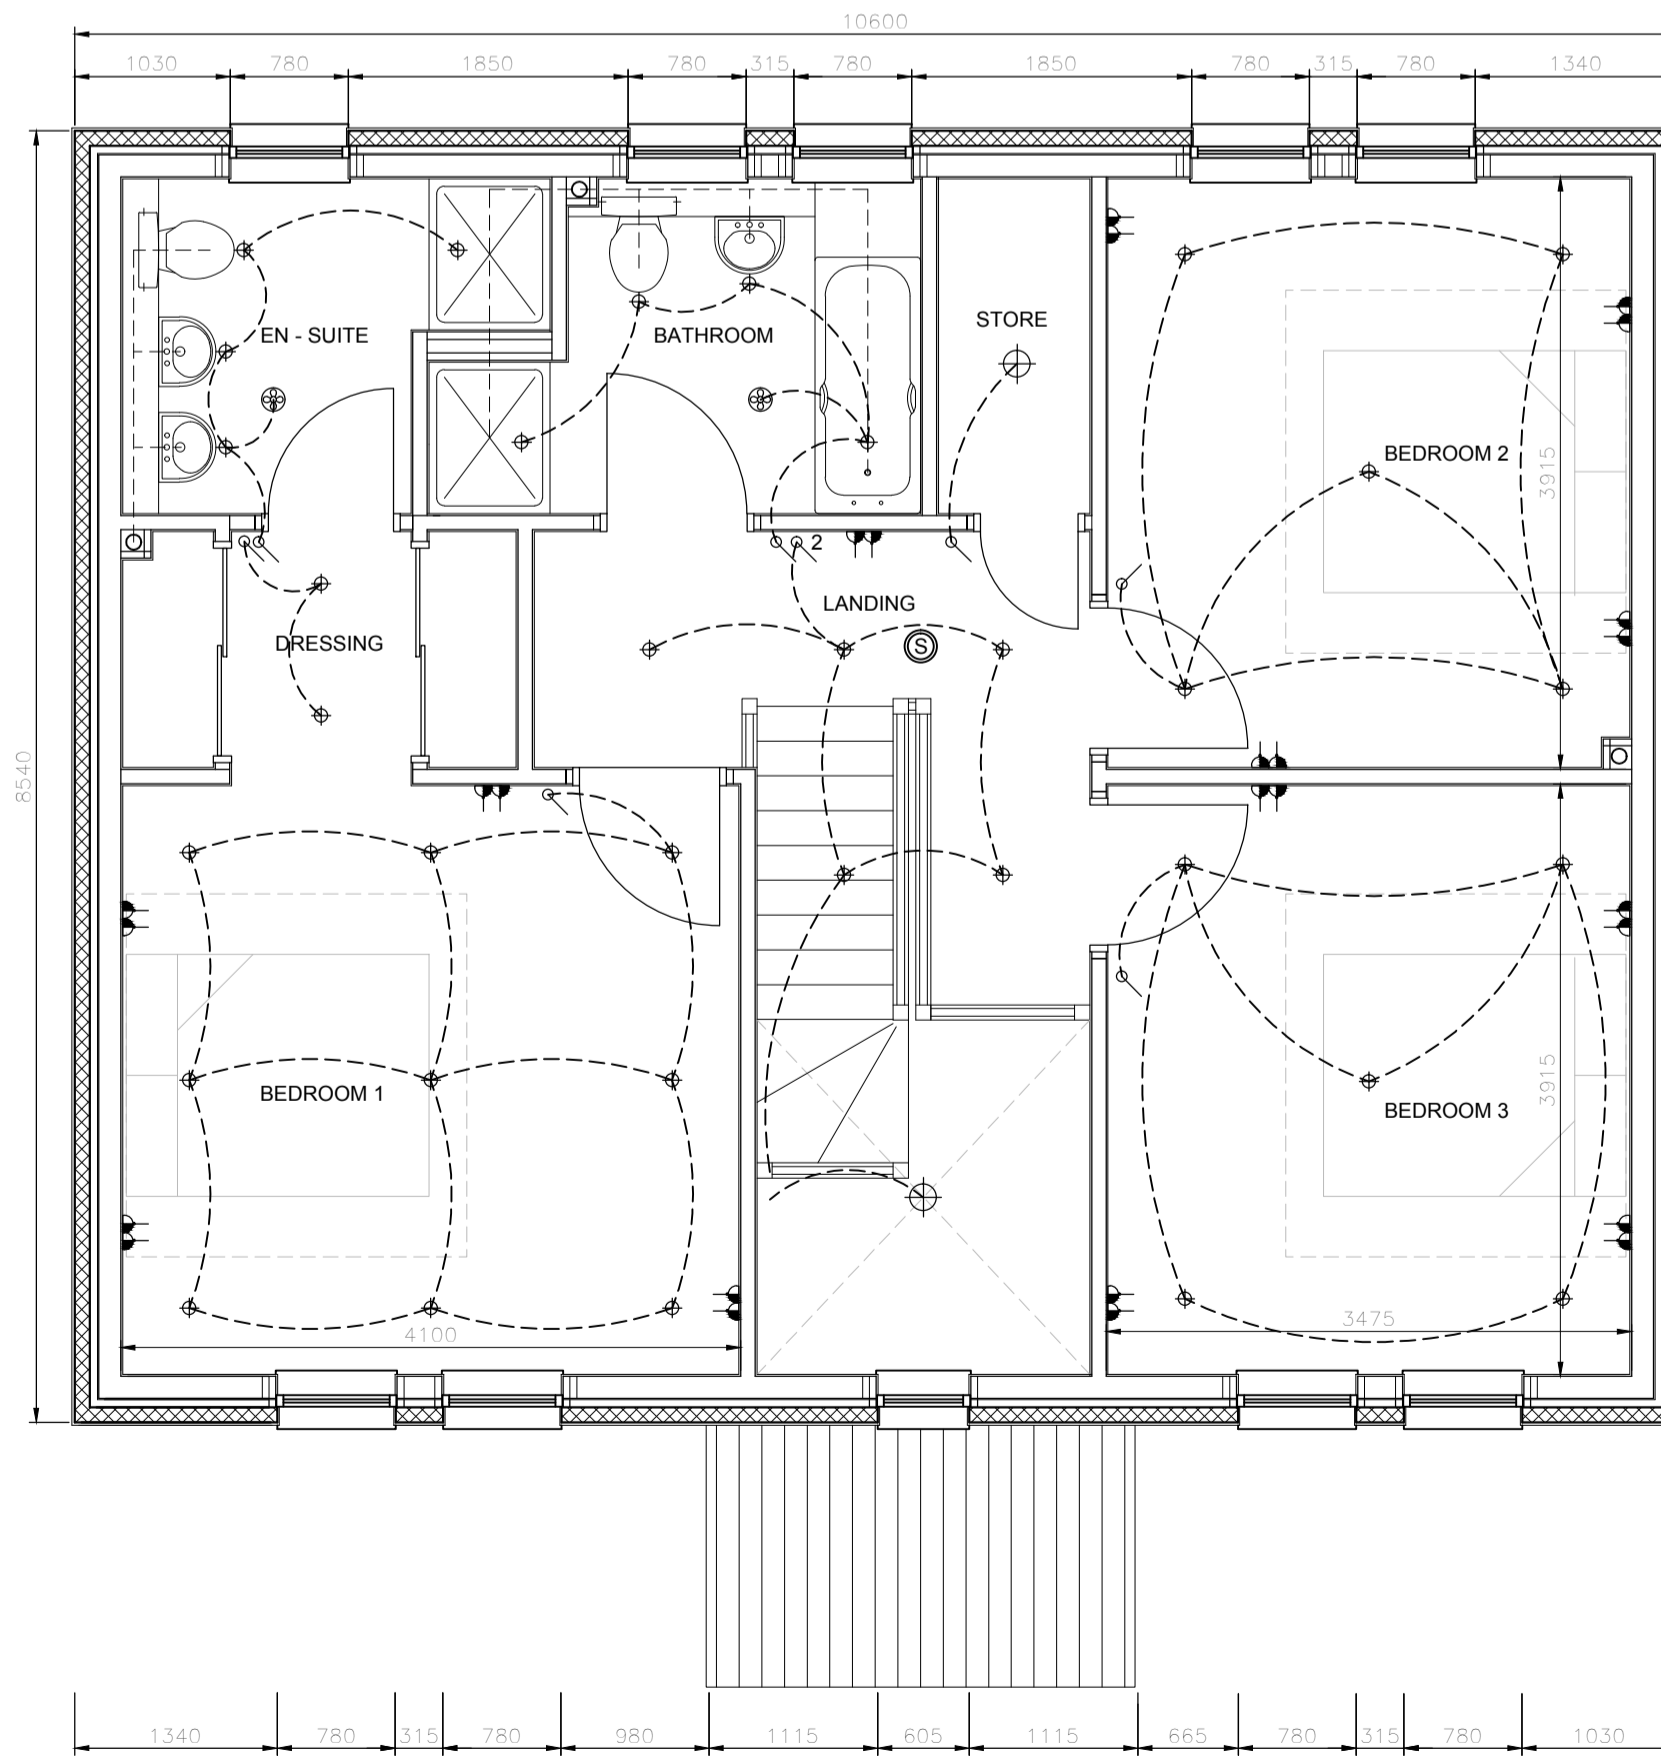 10600
1030 780 1850 780 315 780 1850 780 315 780 1340
STORE
EN - SUITE BATHROOM
BEDROOM 2
3915
2
LANDING
S
DRESSING
8540
BEDROOM 1
3915
BEDROOM 3
4100
3475
1340 780 315 780 980 1115 605 1115 665 780 315 780 1030